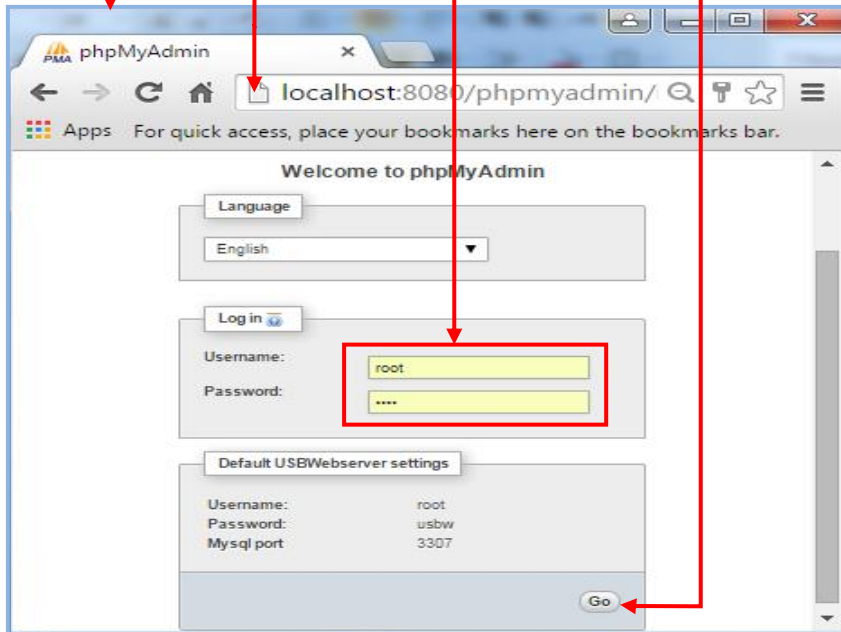 PMA phpMyAdmin
localhost:8080/phpmyadmin/
Apps For quick access, place your bookmarks here on the bookmarks bar.
Welcome to phpMyAdmin
Language
English
Log in
Username: root
Password: ••••
Default USBWebserver settings
Username: root
Password: usbw
Mysql port 3307
Go